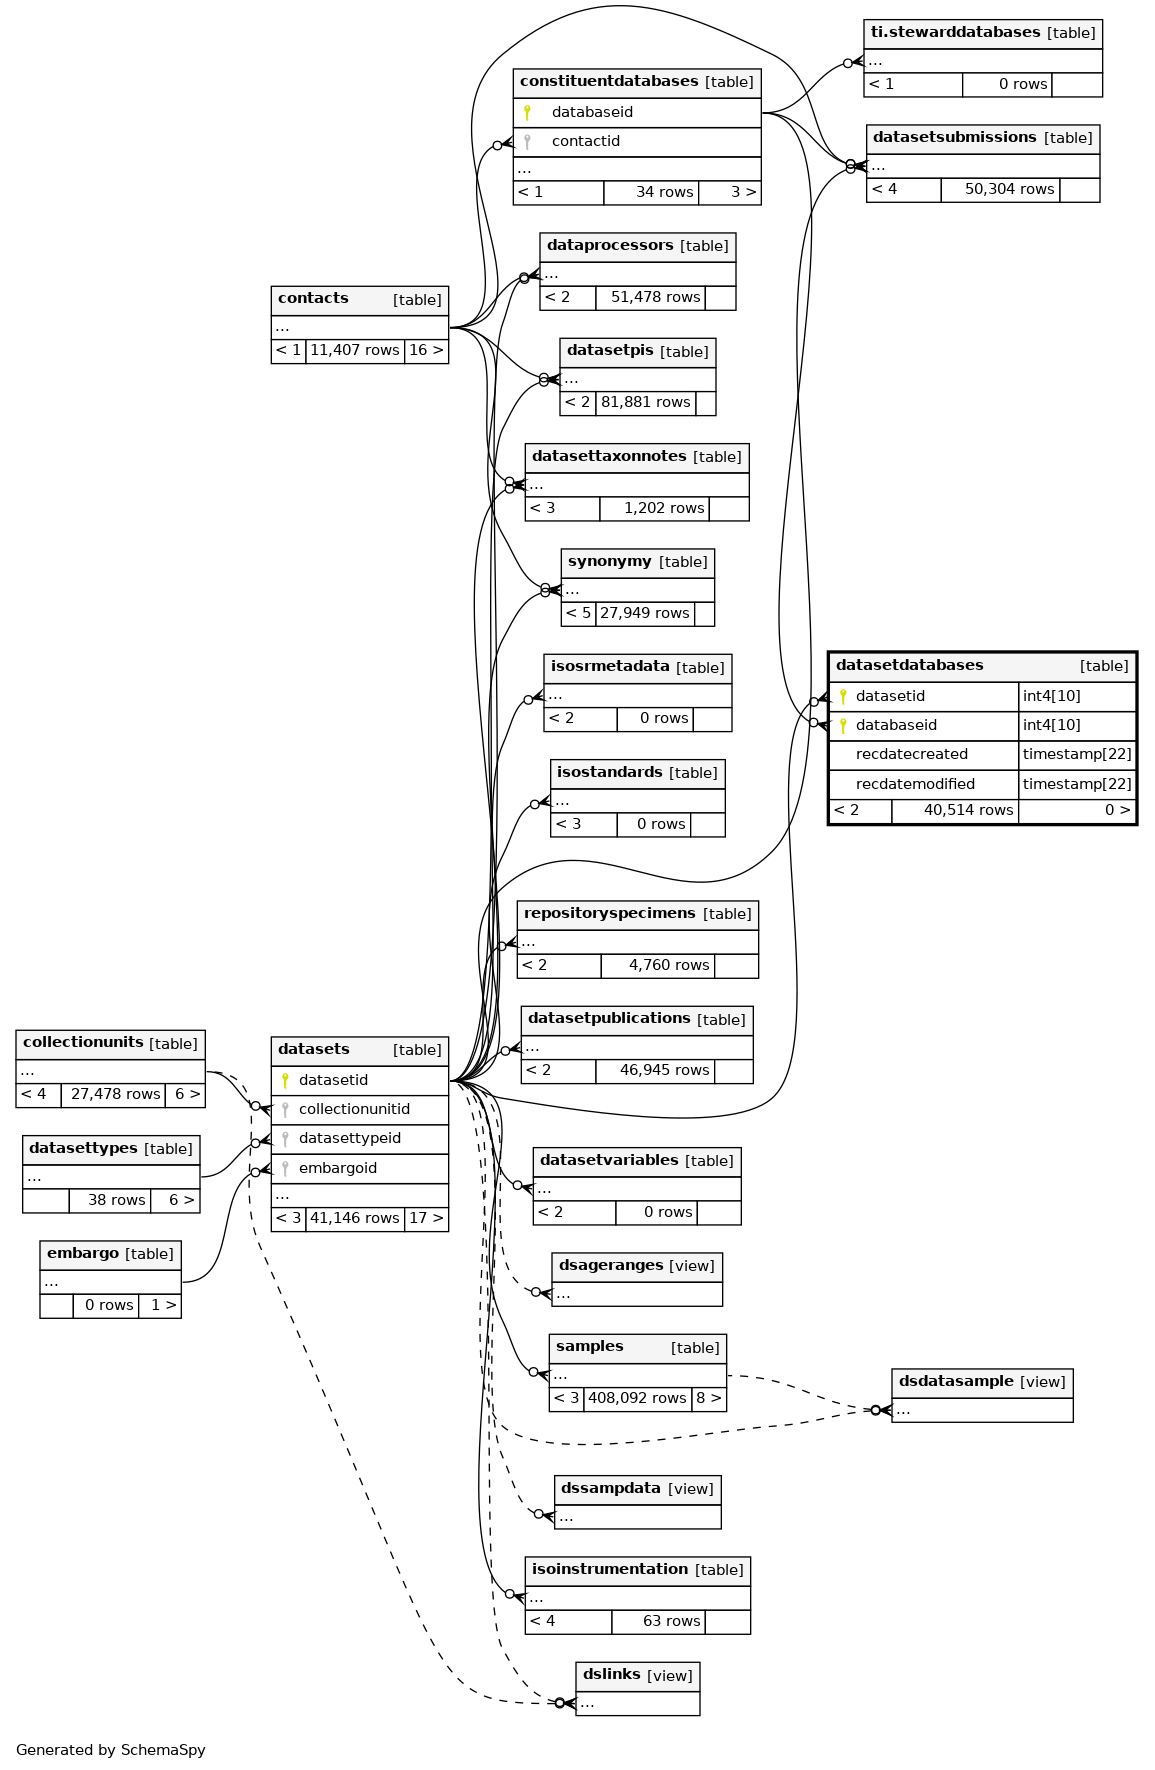 ti.stewarddatabases [table]
...
< 1 0 rows
constituentdatabases [table]
databaseid
contactid
...
< 1 34 rows 3 >
datasetsubmissions [table]
...
< 4 50,304 rows
dataprocessors [table]
...
< 2 51,478 rows
contacts [table]
...
< 1 11,407 rows 16 >
datasetpis [table]
...
< 2 81,881 rows
datasettaxonnotes [table]
...
< 3 1,202 rows
synonymy [table]
...
< 5 27,949 rows
isosrmetadata [table]
...
< 2 0 rows
datasetdatabases [table]
datasetid int4[10]
databaseid int4[10]
recdatecreated timestamp[22]
recdatemodified timestamp[22]
< 2 40,514 rows 0 >
isostandards [table]
...
< 3 0 rows
repositoryspecimens [table]
...
< 2 4,760 rows
datasetpublications [table]
...
< 2 46,945 rows
collectionunits [table]
...
< 4 27,478 rows 6 >
datasets [table]
datasetid
collectionunitid
datasettypeid
embargoid
...
< 3 41,146 rows 17 >
datasettypes [table]
...
38 rows 6 >
embargo [table]
...
0 rows 1 >
datasetvariables [table]
...
< 2 0 rows
dsageranges [view]
...
samples [table]
...
< 3 408,092 rows 8 >
dsdatasample [view]
...
dssampdata [view]
...
isoinstrumentation [table]
...
< 4 63 rows
dslinks [view]
...
Generated by SchemaSpy